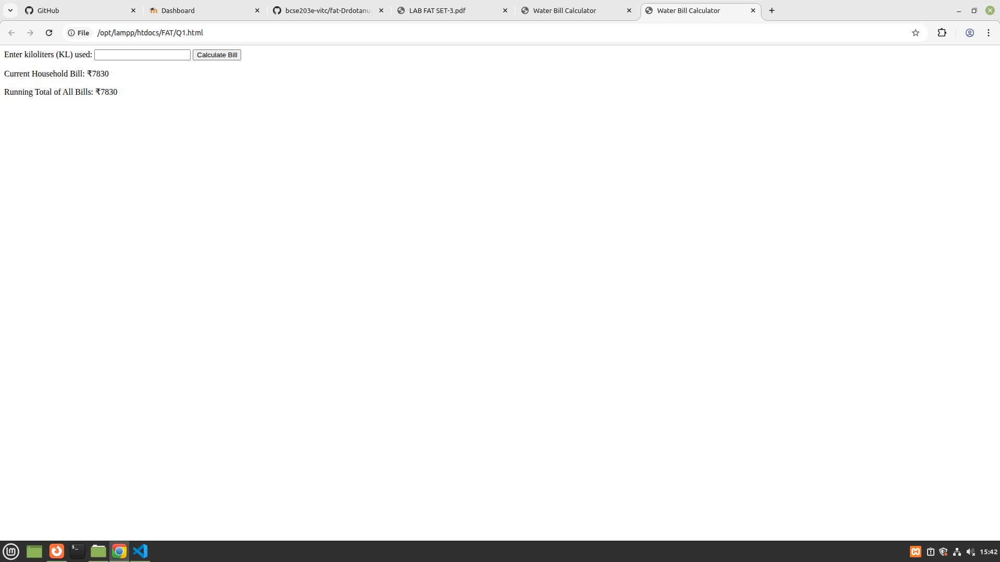 GitHub
Dashboard
bcse203e-vitc/fat-Drdotanu
LAB FAT SET-3.pdf
Water Bill Calculator
Water Bill Calculator
File /opt/lampp/htdocs/FAT/Q1.html
Enter kiloliters (KL) used: Calculate Bill
Current Household Bill: ₹7830
Running Total of All Bills: ₹7830
15:42